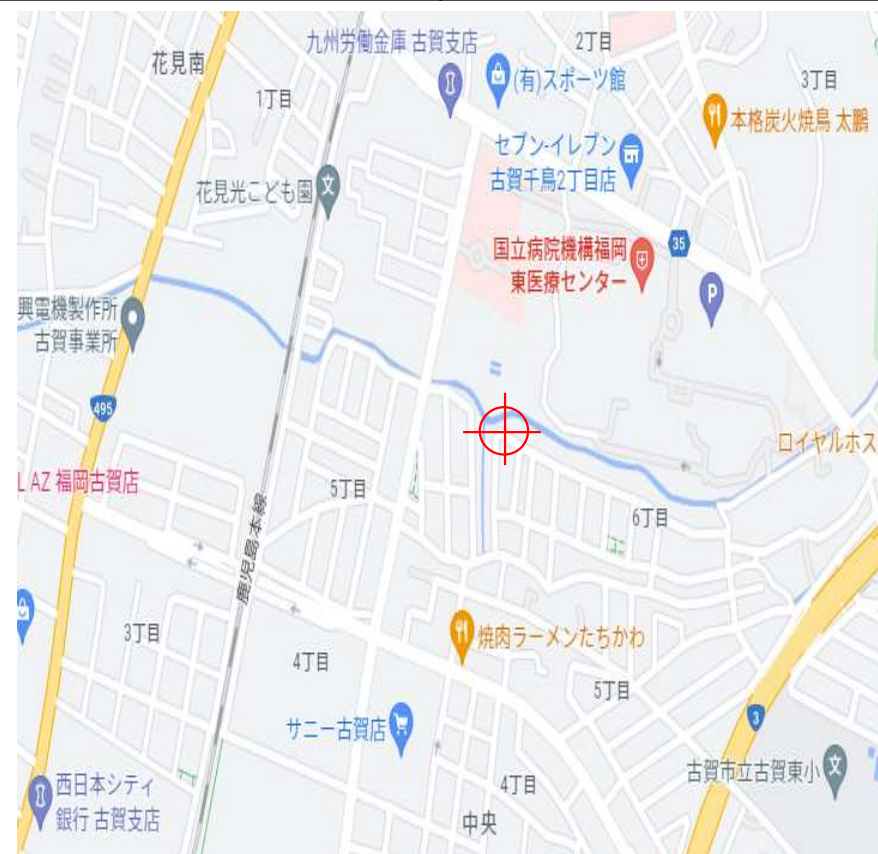 花見南
九州労働金庫 古賀支店
2丁目
(有)スポーツ館
3丁目
1丁目
本格炭火焼鳥 太鵬
セブン-イレブン
古賀千鳥2丁目店
花見光こども園
国立病院機構福岡
東医療センター
35
P
興電機製作所
古賀事業所
495
ロイヤルホス
L AZ 福岡古賀店
5丁目
6丁目
鹿児島本線
3丁目
焼肉ラーメンたちかわ
4丁目
5丁目
3
サニー古賀店
古賀市立古賀東小
西日本シティ
銀行 古賀支店
4丁目
中央